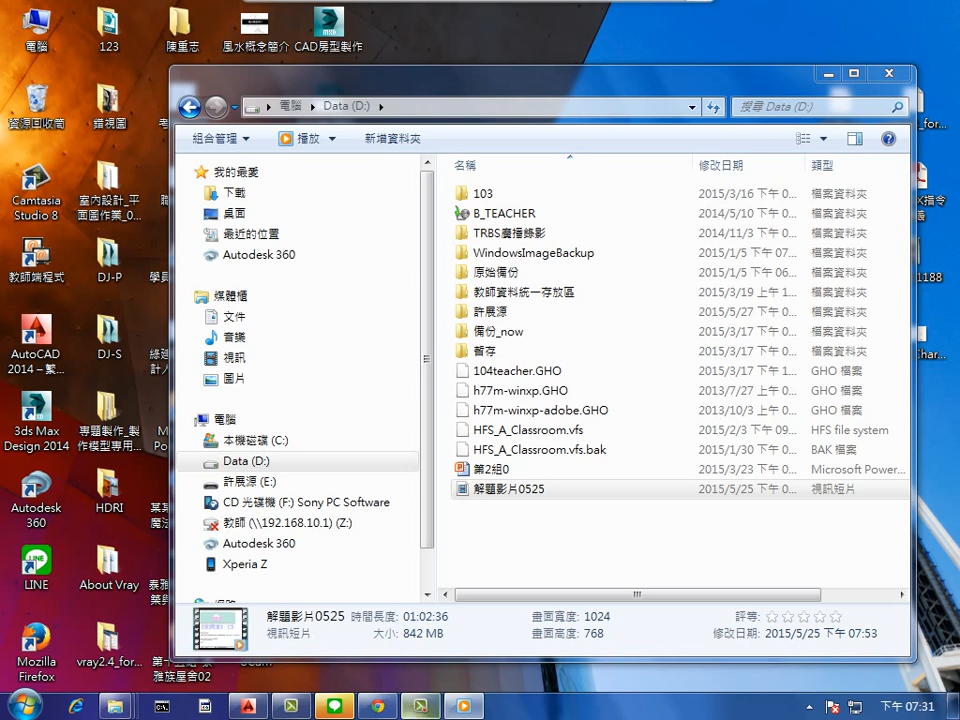 電腦
123
陳重志
風水概念簡介
CAD房型製作
資源回收筒
錯視圖
Camtasia
Studio 8
室內設計_平
面圖作業_0...
教師端程式
DJ-P
AutoCAD
2014 – 繁...
DJ-S
3ds Max
Design 2014
專題製作_製
作模型專用...
Autodesk
360
HDRI
LINE
About Vray
Mozilla
Firefox
vray2.4_for...
雅族屋舍02
電腦 Data (D:)
搜尋 Data (D:)
組合管理 播放 新增資料夾
我的最愛
下載
桌面
最近的位置
Autodesk 360
媒體櫃
文件
音樂
視訊
圖片
電腦
本機磁碟 (C:)
Data (D:)
許展源 (E:)
CD 光碟機 (F:) Sony PC Software
教師 (\\192.168.10.1) (Z:)
Autodesk 360
Xperia Z
名稱 修改日期 類型
103 2015/3/16 下午 0... 檔案資料夾
B_TEACHER 2014/5/10 下午 0... 檔案資料夾
TRBS廣播錄影 2014/11/3 下午 0... 檔案資料夾
WindowsImageBackup 2015/1/5 下午 07... 檔案資料夾
原始備份 2015/1/5 下午 06... 檔案資料夾
教師資料統一存放區 2015/3/19 上午 1... 檔案資料夾
許展源 2015/5/27 下午 0... 檔案資料夾
備份_now 2015/3/17 下午 0... 檔案資料夾
暫存 2015/3/17 下午 0... 檔案資料夾
104teacher.GHO 2015/3/17 下午 1... GHO 檔案
h77m-winxp.GHO 2013/7/27 上午 0... GHO 檔案
h77m-winxp-adobe.GHO 2013/10/3 上午 0... GHO 檔案
HFS_A_Classroom.vfs 2015/2/3 下午 09... HFS file system
HFS_A_Classroom.vfs.bak 2015/1/30 下午 0... BAK 檔案
第2組0 2015/3/23 下午 0... Microsoft Power...
解題影片0525 2015/5/25 下午 0... 視訊短片
解題影片0525 時間長度: 01:02:36 畫面寬度: 1024 評等:
視訊短片 大小: 842 MB 畫面高度: 768 修改日期: 2015/5/25 下午 07:53
下午 07:31